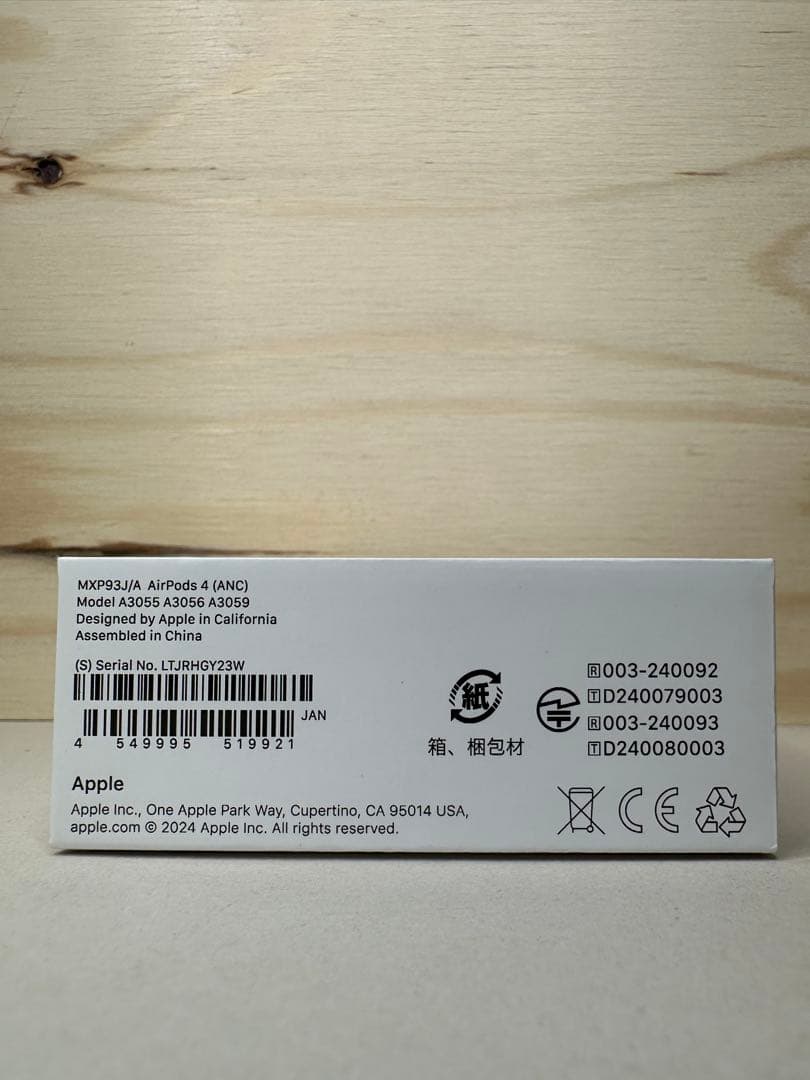 MXP93J/A AirPods 4 (ANC)
Model A3055 A3056 A3059
Designed by Apple in California
Assembled in China
(S) Serial No. LTJRHGY23W
JAN
4 549995 519921
紙
箱、梱包材
🅁003-240092
🅃D240079003
🅁003-240093
🅃D240080003
Apple
Apple Inc., One Apple Park Way, Cupertino, CA 95014 USA,
apple.com © 2024 Apple Inc. All rights reserved.
CE